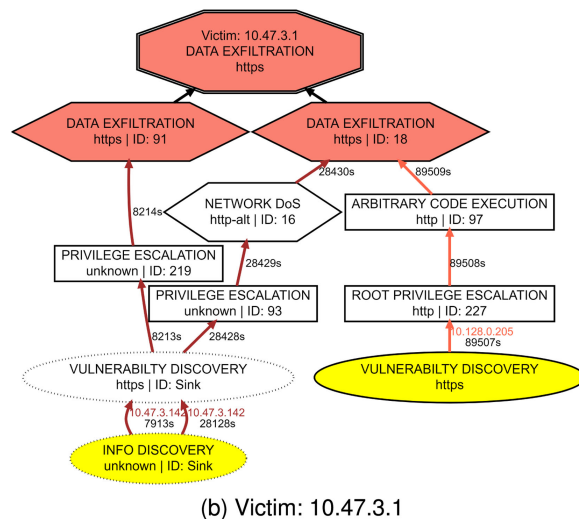 Victim: 10.47.3.1
DATA EXFILTRATION
https
DATA EXFILTRATION
https | ID: 91
DATA EXFILTRATION
https | ID: 18
28430s
89509s
8214s
NETWORK DoS
http-alt | ID: 16
ARBITRARY CODE EXECUTION
http | ID: 97
PRIVILEGE ESCALATION
unknown | ID: 219
28429s
89508s
PRIVILEGE ESCALATION
unknown | ID: 93
ROOT PRIVILEGE ESCALATION
http | ID: 227
8213s
28428s
10.128.0.205
89507s
VULNERABILTY DISCOVERY
https | ID: Sink
VULNERABILTY DISCOVERY
https
10.47.3.142
7913s
10.47.3.142
28128s
INFO DISCOVERY
unknown | ID: Sink
(b) Victim: 10.47.3.1